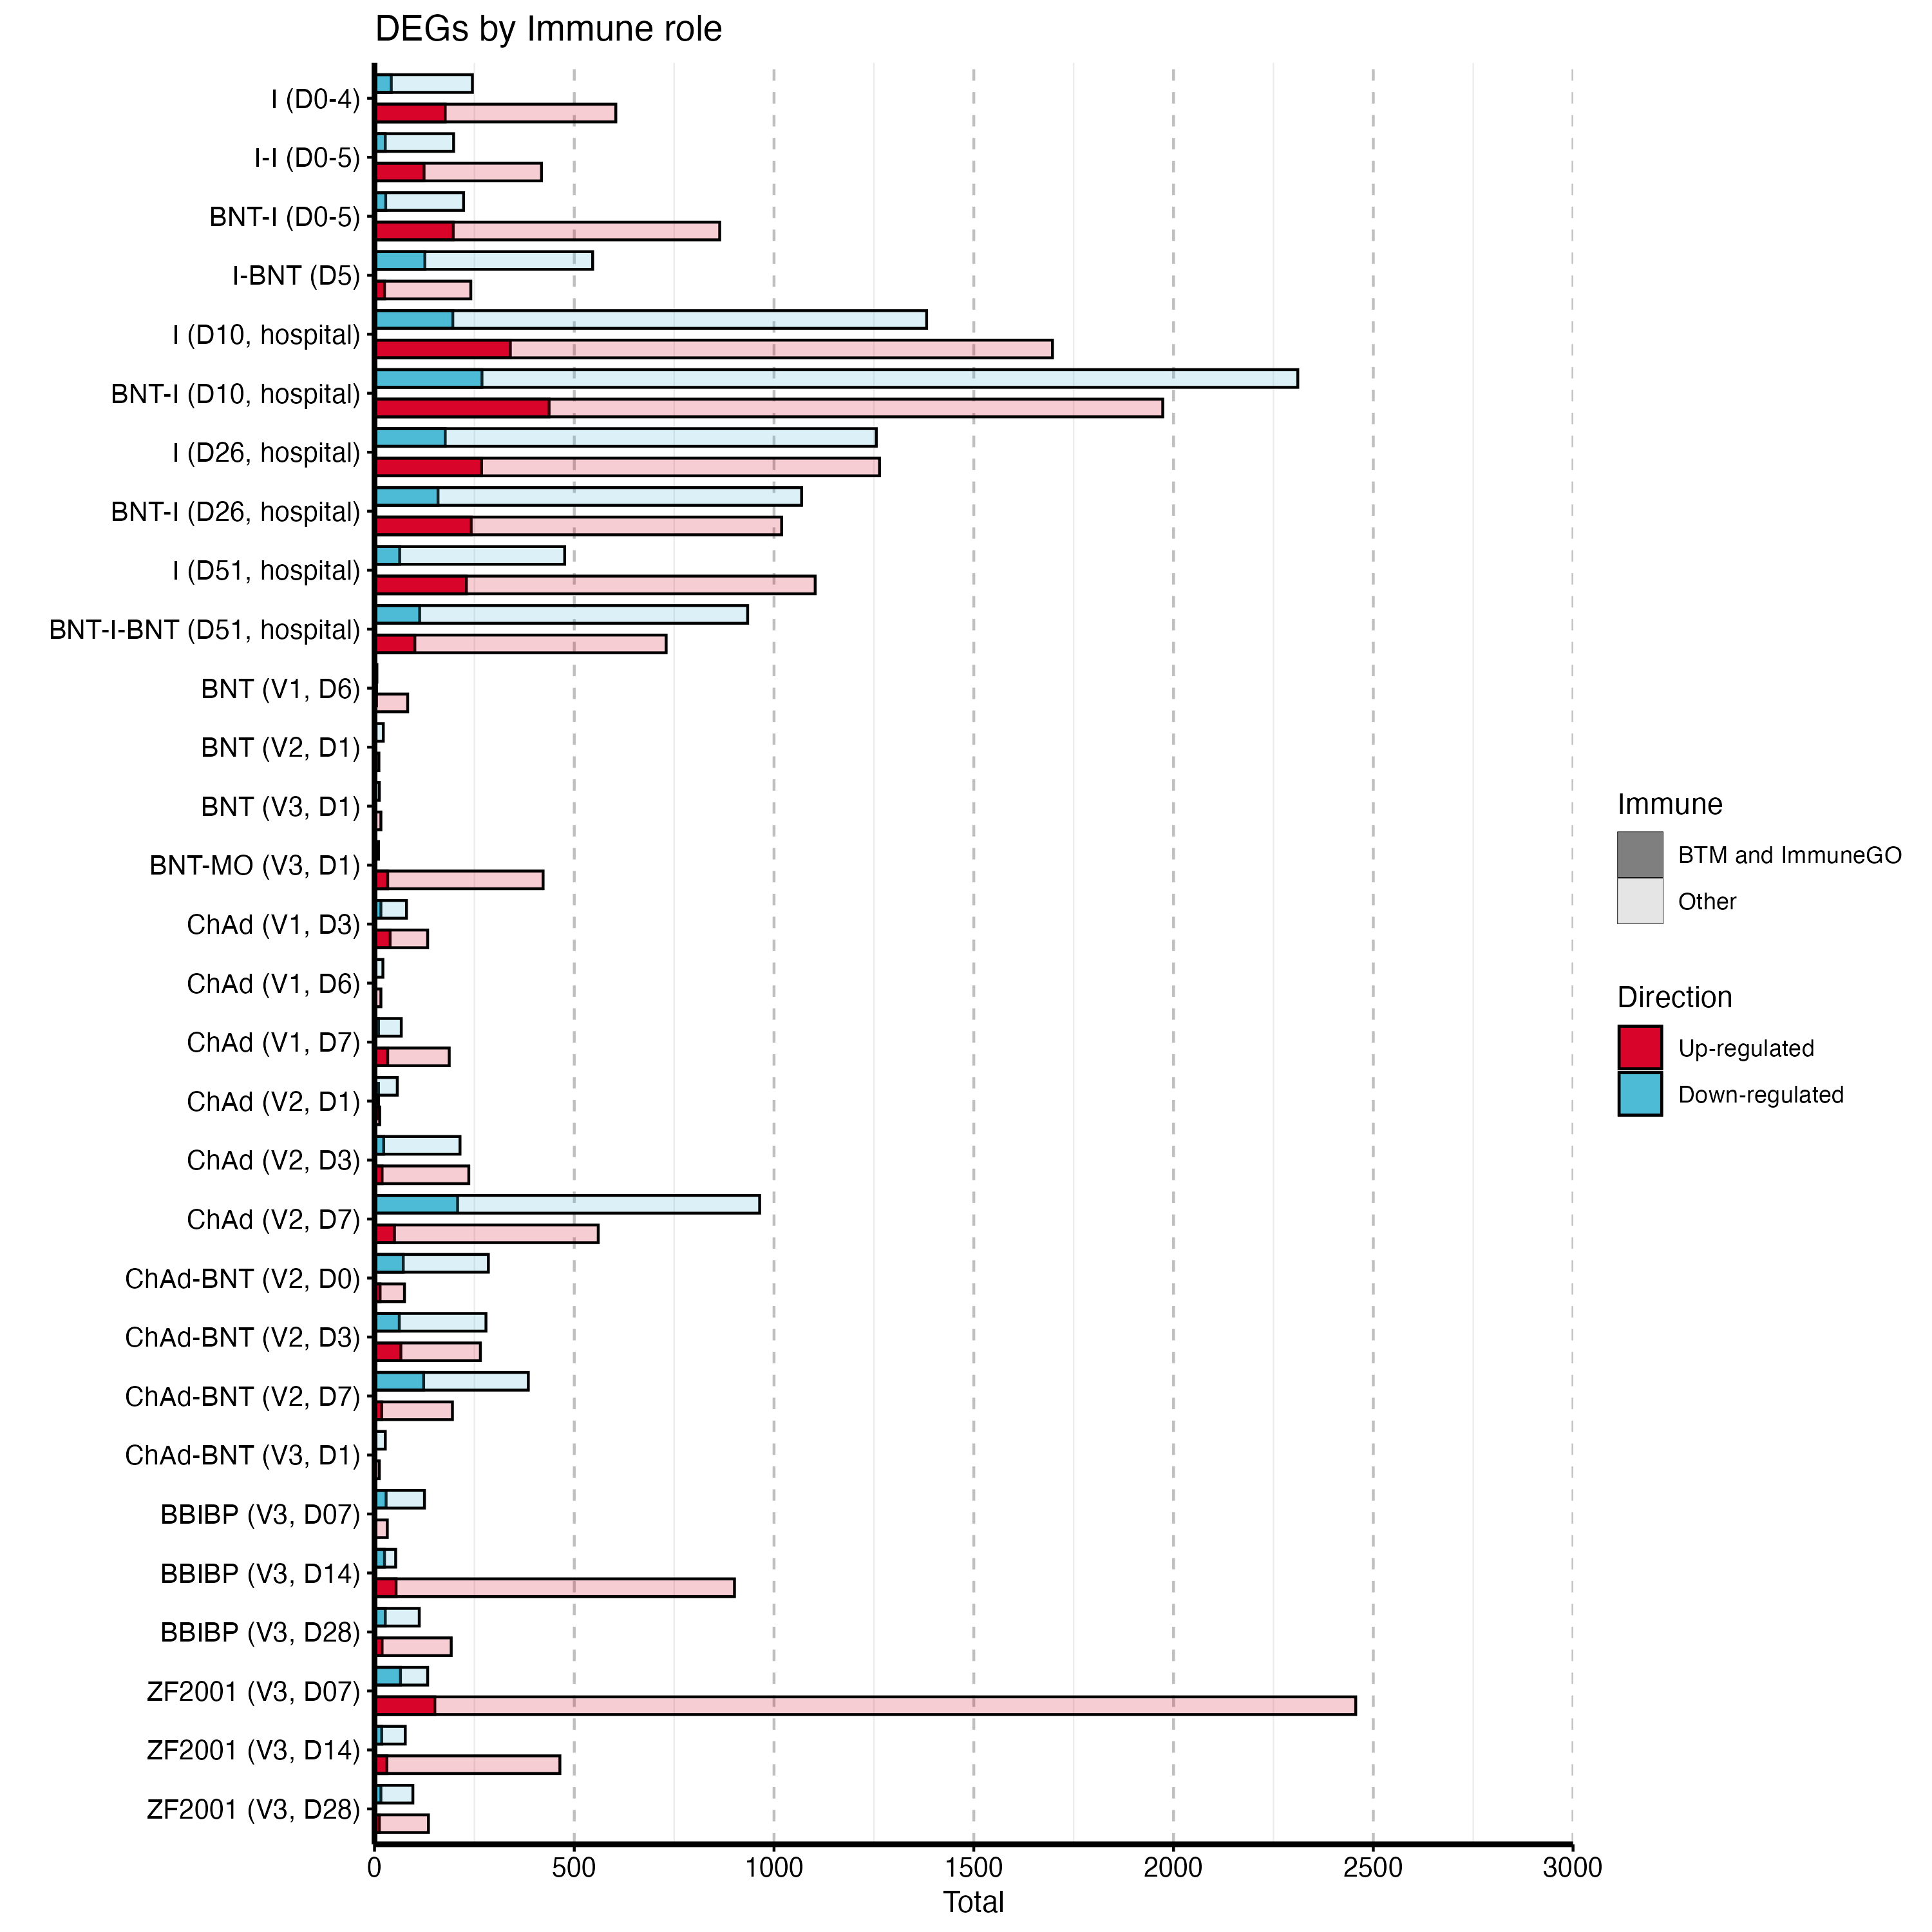 DEGs by Immune role
I (D0-4)
I-I (D0-5)
BNT-I (D0-5)
I-BNT (D5)
I (D10, hospital)
BNT-I (D10, hospital)
I (D26, hospital)
BNT-I (D26, hospital)
I (D51, hospital)
BNT-I-BNT (D51, hospital)
BNT (V1, D6)
BNT (V2, D1)
BNT (V3, D1)
BNT-MO (V3, D1)
ChAd (V1, D3)
ChAd (V1, D6)
ChAd (V1, D7)
ChAd (V2, D1)
ChAd (V2, D3)
ChAd (V2, D7)
ChAd-BNT (V2, D0)
ChAd-BNT (V2, D3)
ChAd-BNT (V2, D7)
ChAd-BNT (V3, D1)
BBIBP (V3, D07)
BBIBP (V3, D14)
BBIBP (V3, D28)
ZF2001 (V3, D07)
ZF2001 (V3, D14)
ZF2001 (V3, D28)
0 500 1000 1500 2000 2500 3000
Total
Immune
BTM and ImmuneGO
Other
Direction
Up-regulated
Down-regulated